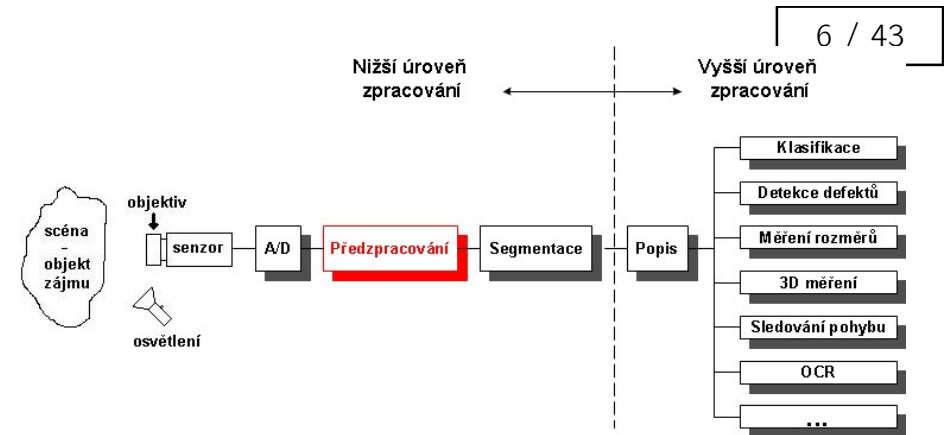 6 / 43
Nižší úroveň
zpracování
Vyšší úroveň
zpracování
scéna
–
objekt
zájmu
objektiv
senzor
osvětlení
A/D
Předzpracování
Segmentace
Popis
Klasifikace
Detekce defektů
Měření rozměrů
3D měření
Sledování pohybu
OCR
...